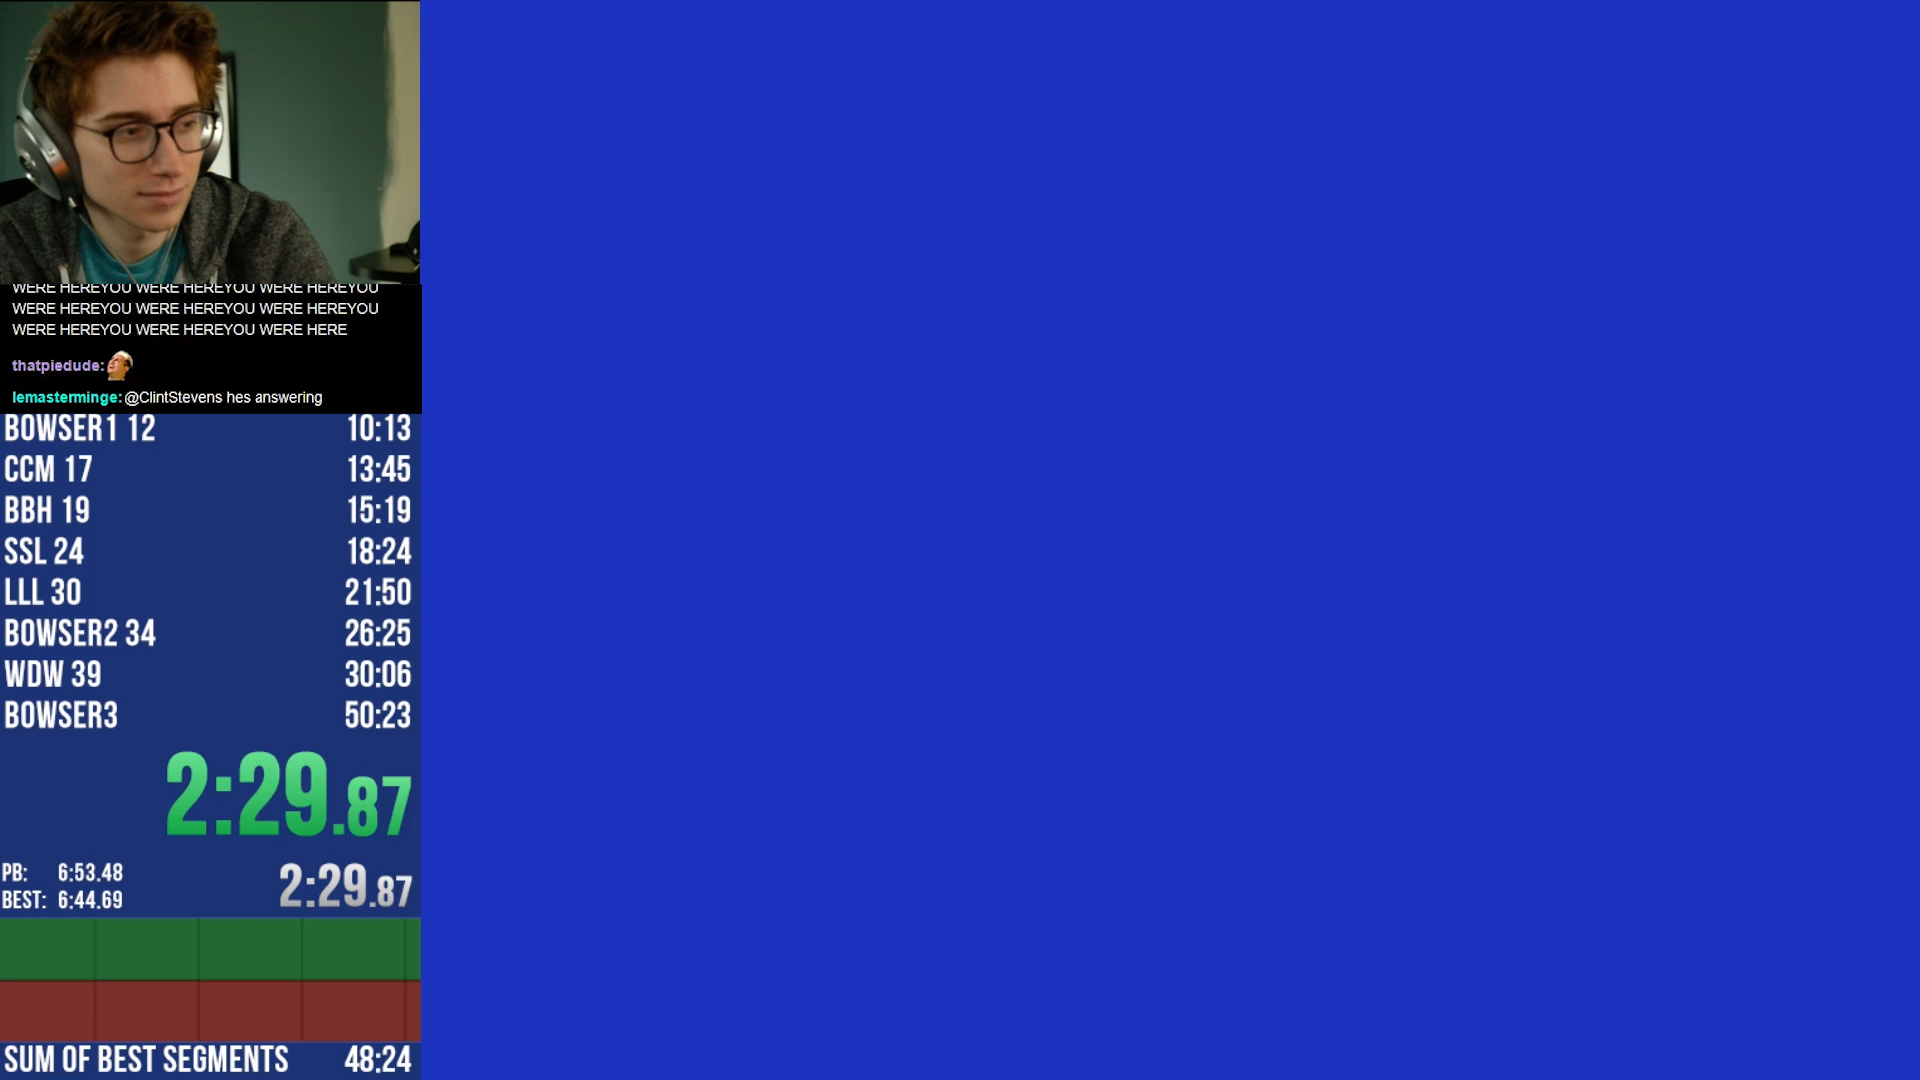 WERE HEREYOU WERE HEREYOU WERE HEREYOU
WERE HEREYOU WERE HEREYOU WERE HEREYOU
WERE HEREYOU WERE HEREYOU WERE HERE
thatpiedude:
lemasterminge: @ClintStevens hes answering
BOWSER1 12 10:13
CCM 17 13:45
BBH 19 15:19
SSL 24 18:24
LLL 30 21:50
BOWSER2 34 26:25
WDW 39 30:06
BOWSER3 50:23
2:29.87
PB: 6:53.48
BEST: 6:44.69
2:29.87
SUM OF BEST SEGMENTS 48:24